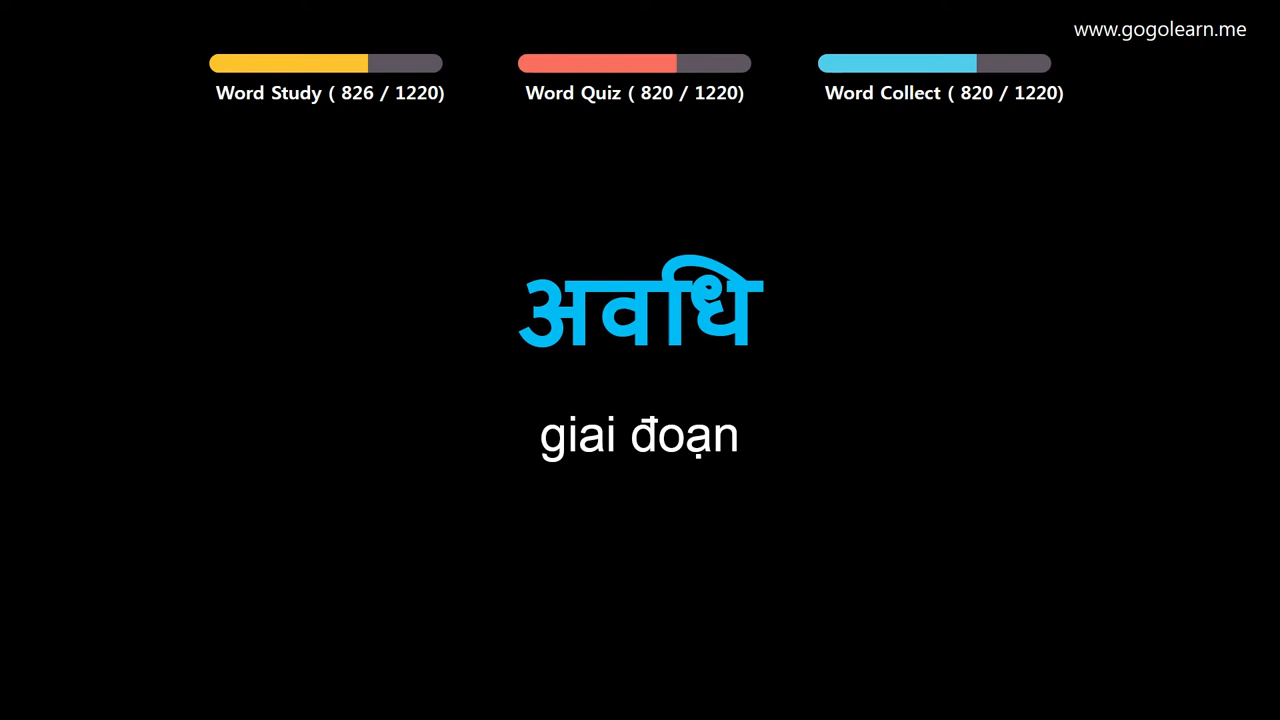 www.gogolearn.me
Word Study ( 826 / 1220)
Word Quiz ( 820 / 1220)
Word Collect ( 820 / 1220)
अवधि
giai đoạn